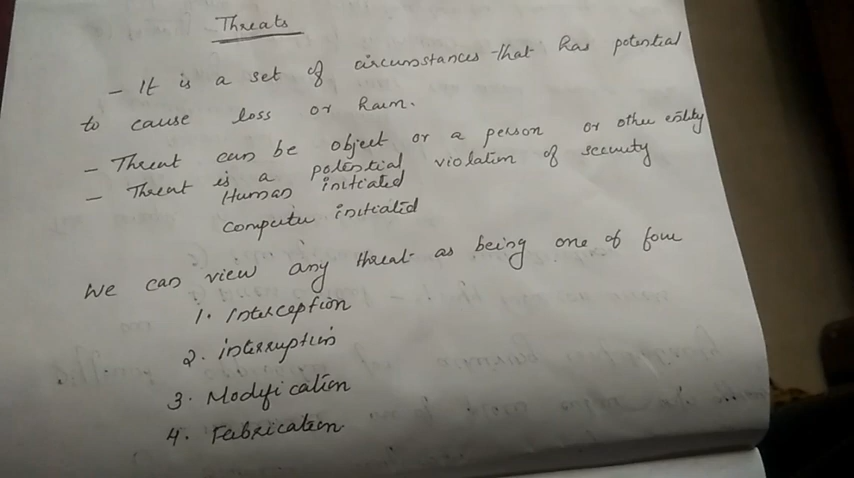 Threats
- It is a set of circumstances that has potential
to cause loss or harm.
- Threat can be object or a person or other entity
- Threat is a potential violation of security
Human initiated
computer initiated
We can view any threat as being one of four
1. Interception
2. interruption
3. Modification
4. Fabrication